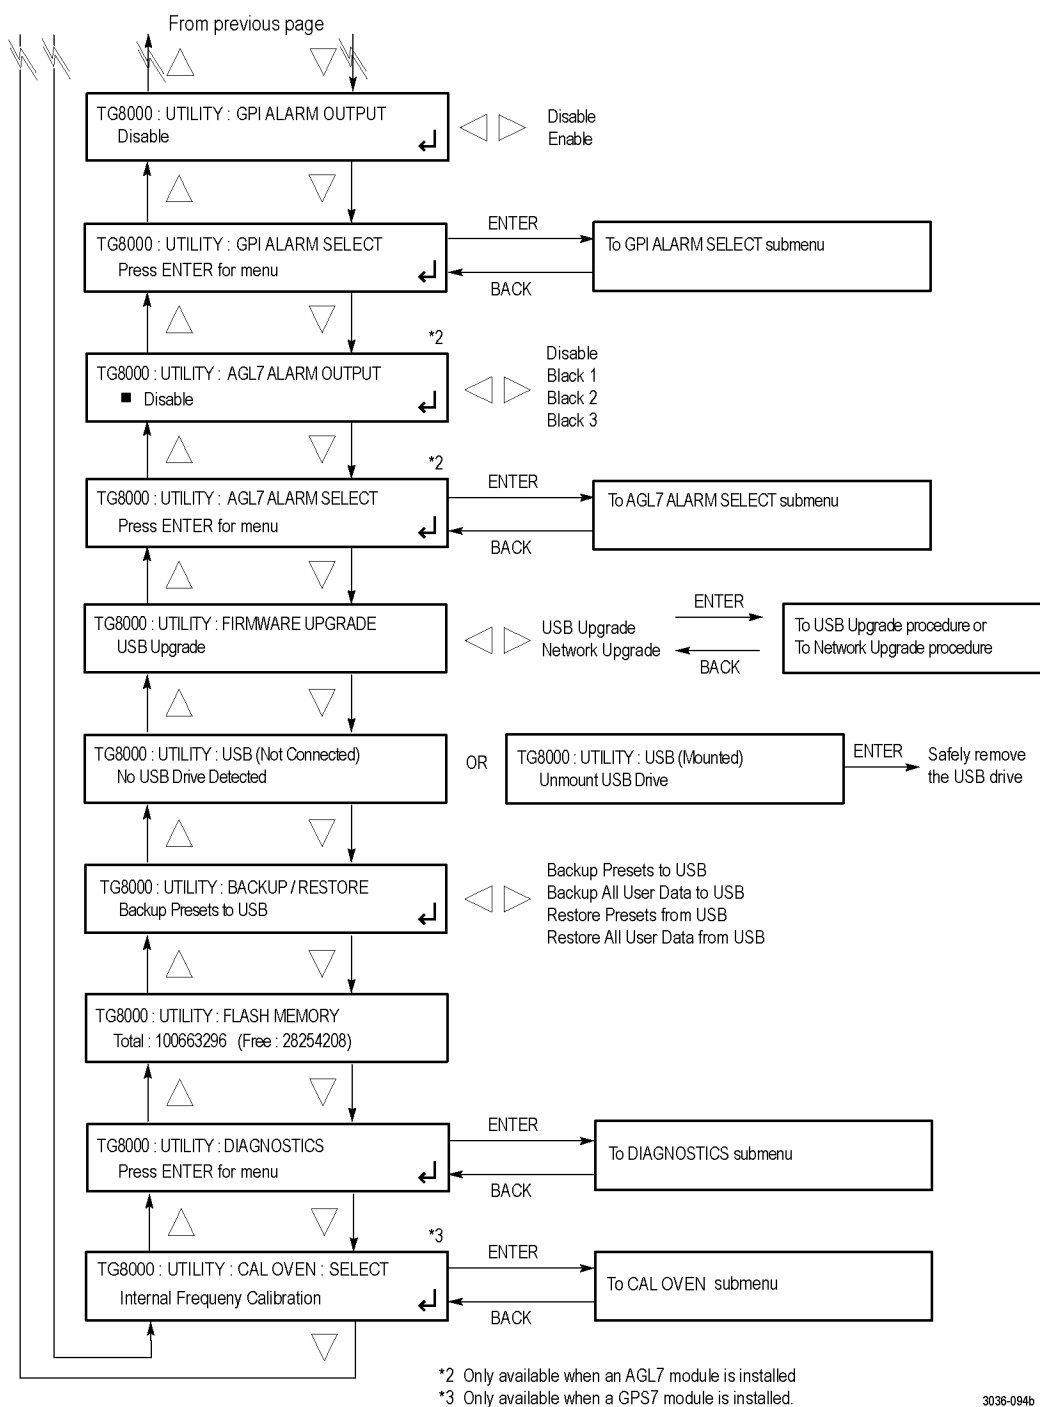 From previous page
TG8000 : UTILITY : GPI ALARM OUTPUT
Disable
Disable
Enable
TG8000 : UTILITY : GPI ALARM SELECT
Press ENTER for menu
ENTER
BACK
To GPI ALARM SELECT submenu
*2
TG8000 : UTILITY : AGL7 ALARM OUTPUT
■ Disable
Disable
Black 1
Black 2
Black 3
*2
TG8000 : UTILITY : AGL7 ALARM SELECT
Press ENTER for menu
ENTER
BACK
To AGL7 ALARM SELECT submenu
TG8000 : UTILITY : FIRMWARE UPGRADE
USB Upgrade
USB Upgrade
Network Upgrade
ENTER
BACK
To USB Upgrade procedure or
To Network Upgrade procedure
TG8000 : UTILITY : USB (Not Connected)
No USB Drive Detected
OR
TG8000 : UTILITY : USB (Mounted)
Unmount USB Drive
ENTER
Safely remove
the USB drive
TG8000 : UTILITY : BACKUP / RESTORE
Backup Presets to USB
Backup Presets to USB
Backup All User Data to USB
Restore Presets from USB
Restore All User Data from USB
TG8000 : UTILITY : FLASH MEMORY
Total : 100663296 (Free : 28254208)
TG8000 : UTILITY : DIAGNOSTICS
Press ENTER for menu
ENTER
BACK
To DIAGNOSTICS submenu
*3
TG8000 : UTILITY : CAL OVEN : SELECT
Internal Frequeny Calibration
ENTER
BACK
To CAL OVEN submenu
*2 Only available when an AGL7 module is installed
*3 Only available when a GPS7 module is installed.
3036-094b